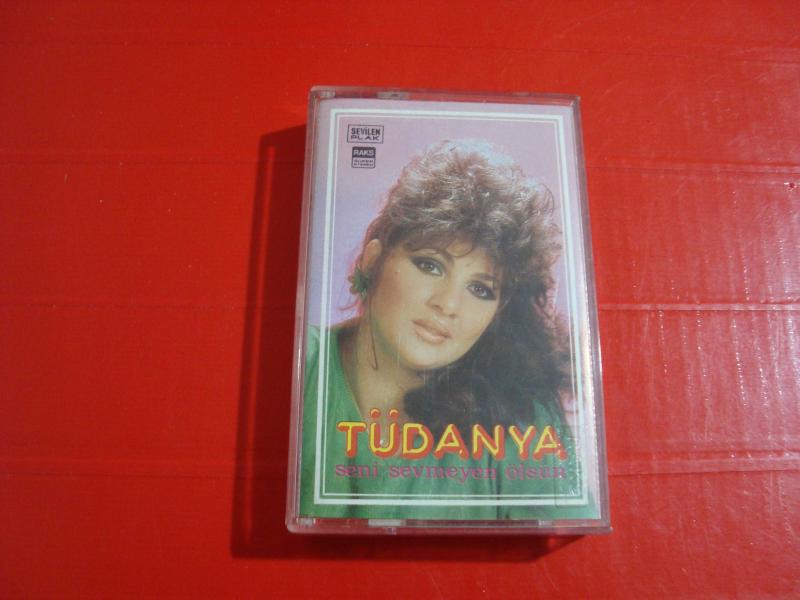 SEVİLEN
PLAK
RAKS
TÜDANYA
seni sevmeyen ölsün